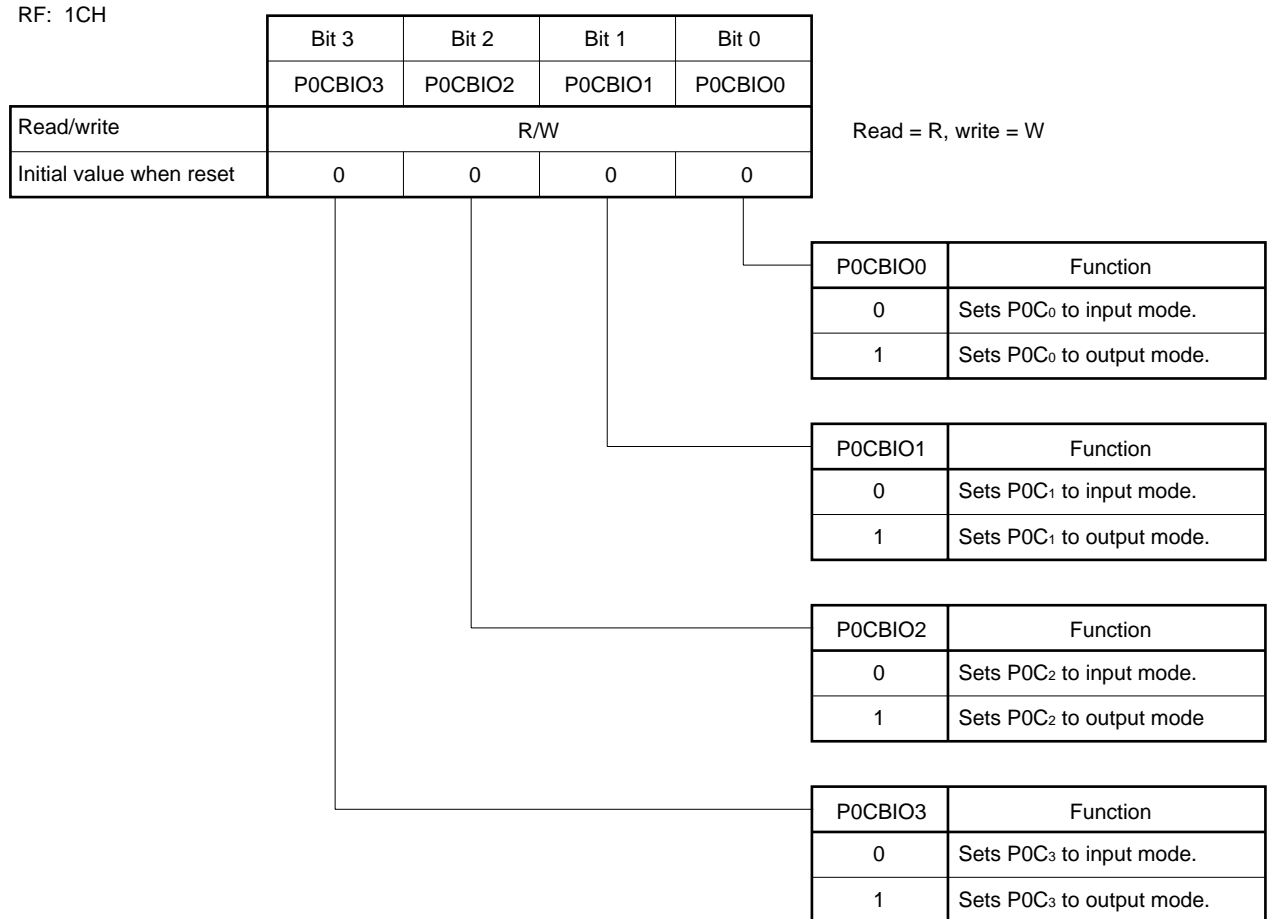 RF: 1CH
Bit 3 Bit 2 Bit 1 Bit 0
P0CBIO3 P0CBIO2 P0CBIO1 P0CBIO0
Read/write R/W Read = R, write = W
Initial value when reset 0 0 0 0
P0CBIO0 Function
0 Sets P0C₀ to input mode.
1 Sets P0C₀ to output mode.
P0CBIO1 Function
0 Sets P0C₁ to input mode.
1 Sets P0C₁ to output mode.
P0CBIO2 Function
0 Sets P0C₂ to input mode.
1 Sets P0C₂ to output mode
P0CBIO3 Function
0 Sets P0C₃ to input mode.
1 Sets P0C₃ to output mode.